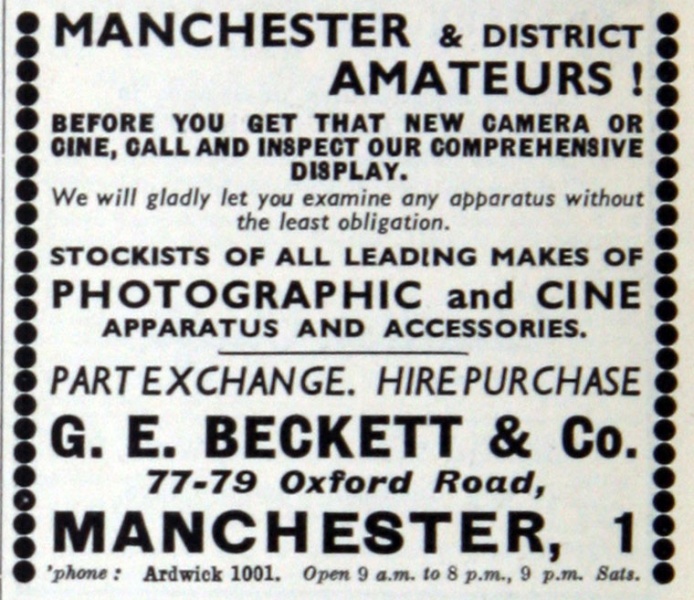 MANCHESTER & DISTRICT
AMATEURS !
BEFORE YOU GET THAT NEW CAMERA OR
CINE, CALL AND INSPECT OUR COMPREHENSIVE
DISPLAY.
We will gladly let you examine any apparatus without
the least obligation.
STOCKISTS OF ALL LEADING MAKES OF
PHOTOGRAPHIC and CINE
APPARATUS AND ACCESSORIES.
PART EXCHANGE. HIRE PURCHASE
G. E. BECKETT & Co.
77-79 Oxford Road,
MANCHESTER, 1
'phone : Ardwick 1001. Open 9 a.m. to 8 p.m., 9 p.m. Sats.